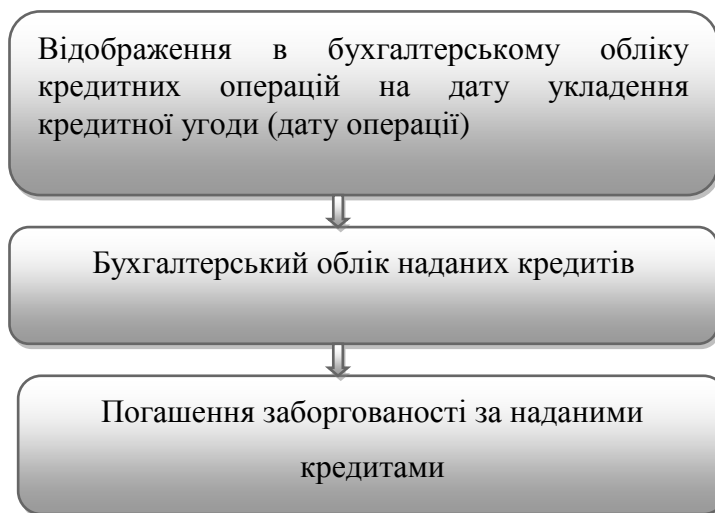 Відображення в бухгалтерському обліку
кредитних операцій на дату укладення
кредитної угоди (дату операції)
Бухгалтерський облік наданих кредитів
Погашення заборгованості за наданими
кредитами